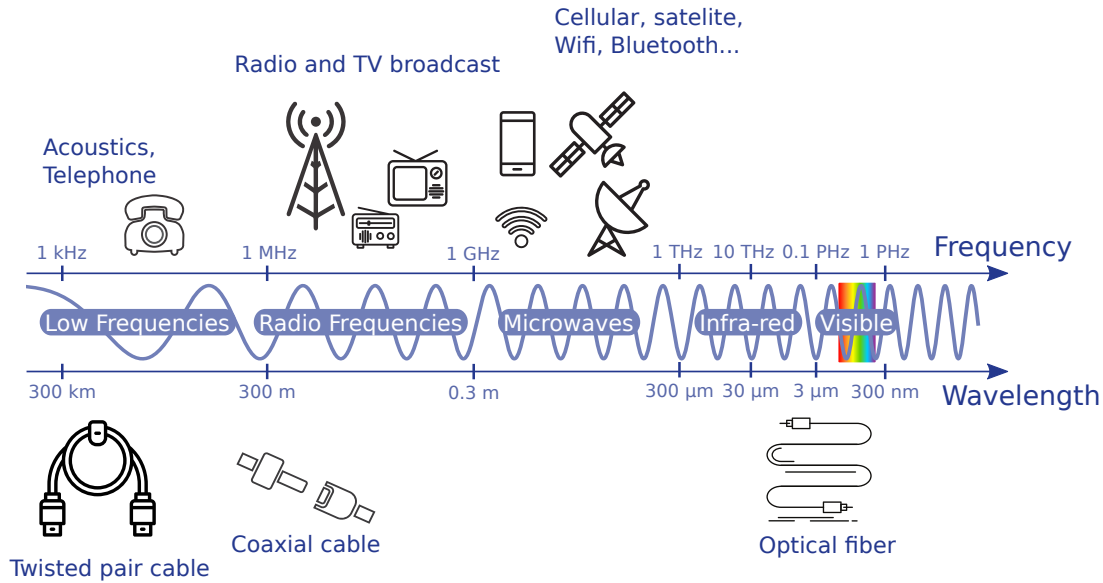 Cellular, satelite,
Wifi, Bluetooth...
Radio and TV broadcast
Acoustics,
Telephone
1 kHz 1 MHz 1 GHz 1 THz 10 THz 0.1 PHz 1 PHz Frequency
Low Frequencies Radio Frequencies Microwaves Infra-red Visible
300 km 300 m 0.3 m 300 µm 30 µm 3 µm 300 nm Wavelength
Twisted pair cable
Coaxial cable
Optical fiber